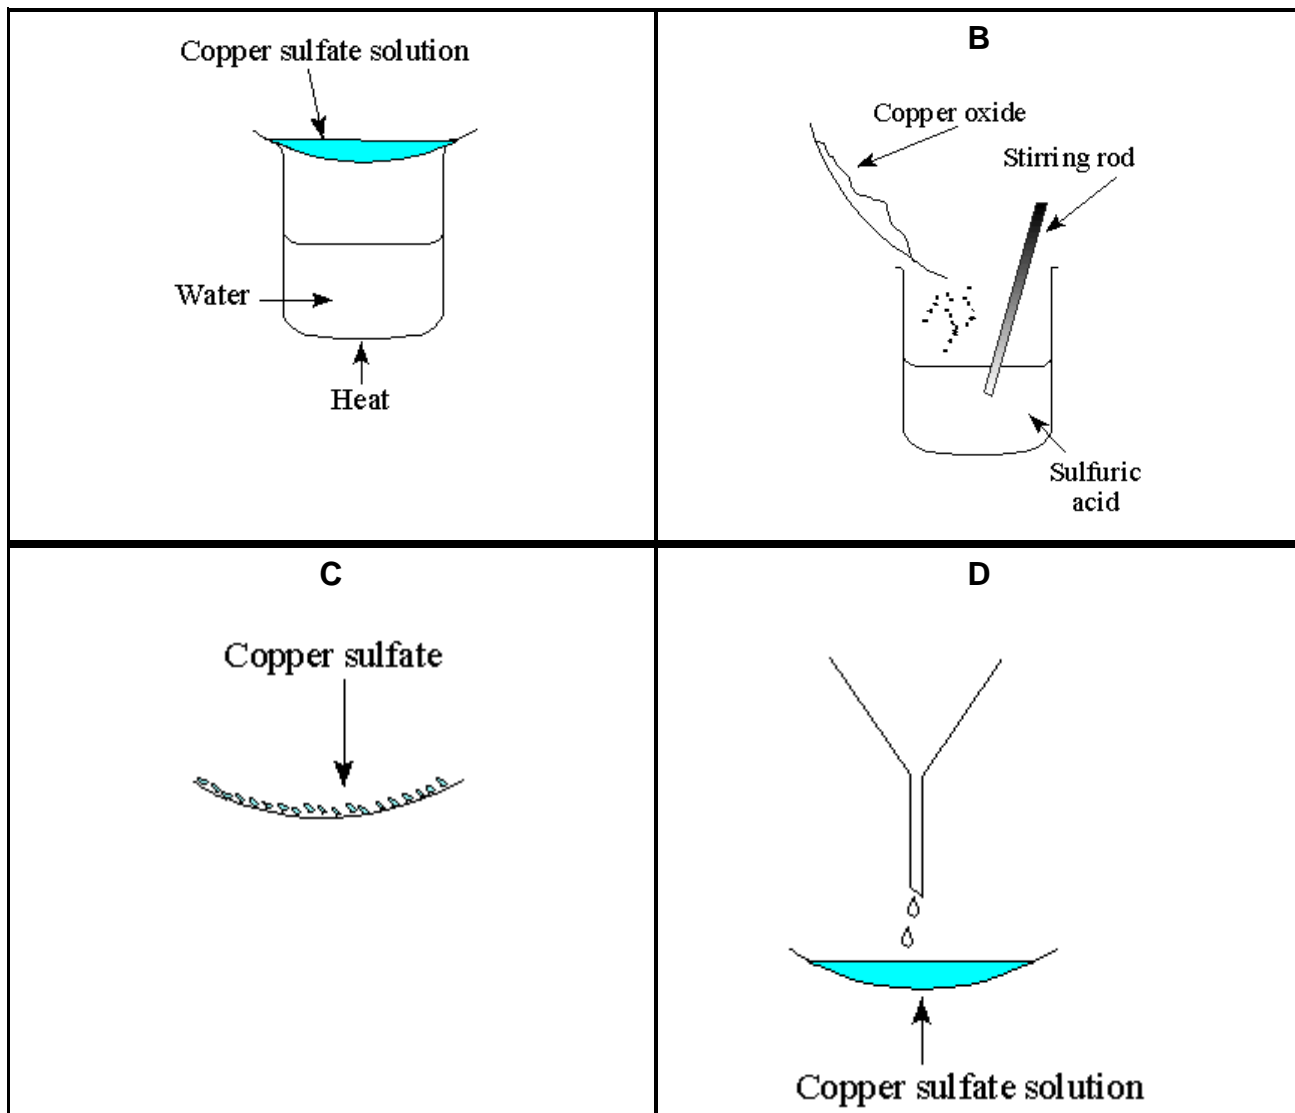 Copper sulfate solution
Water
Heat
B
Copper oxide
Stirring rod
Sulfuric
acid
C
Copper sulfate
D
Copper sulfate solution